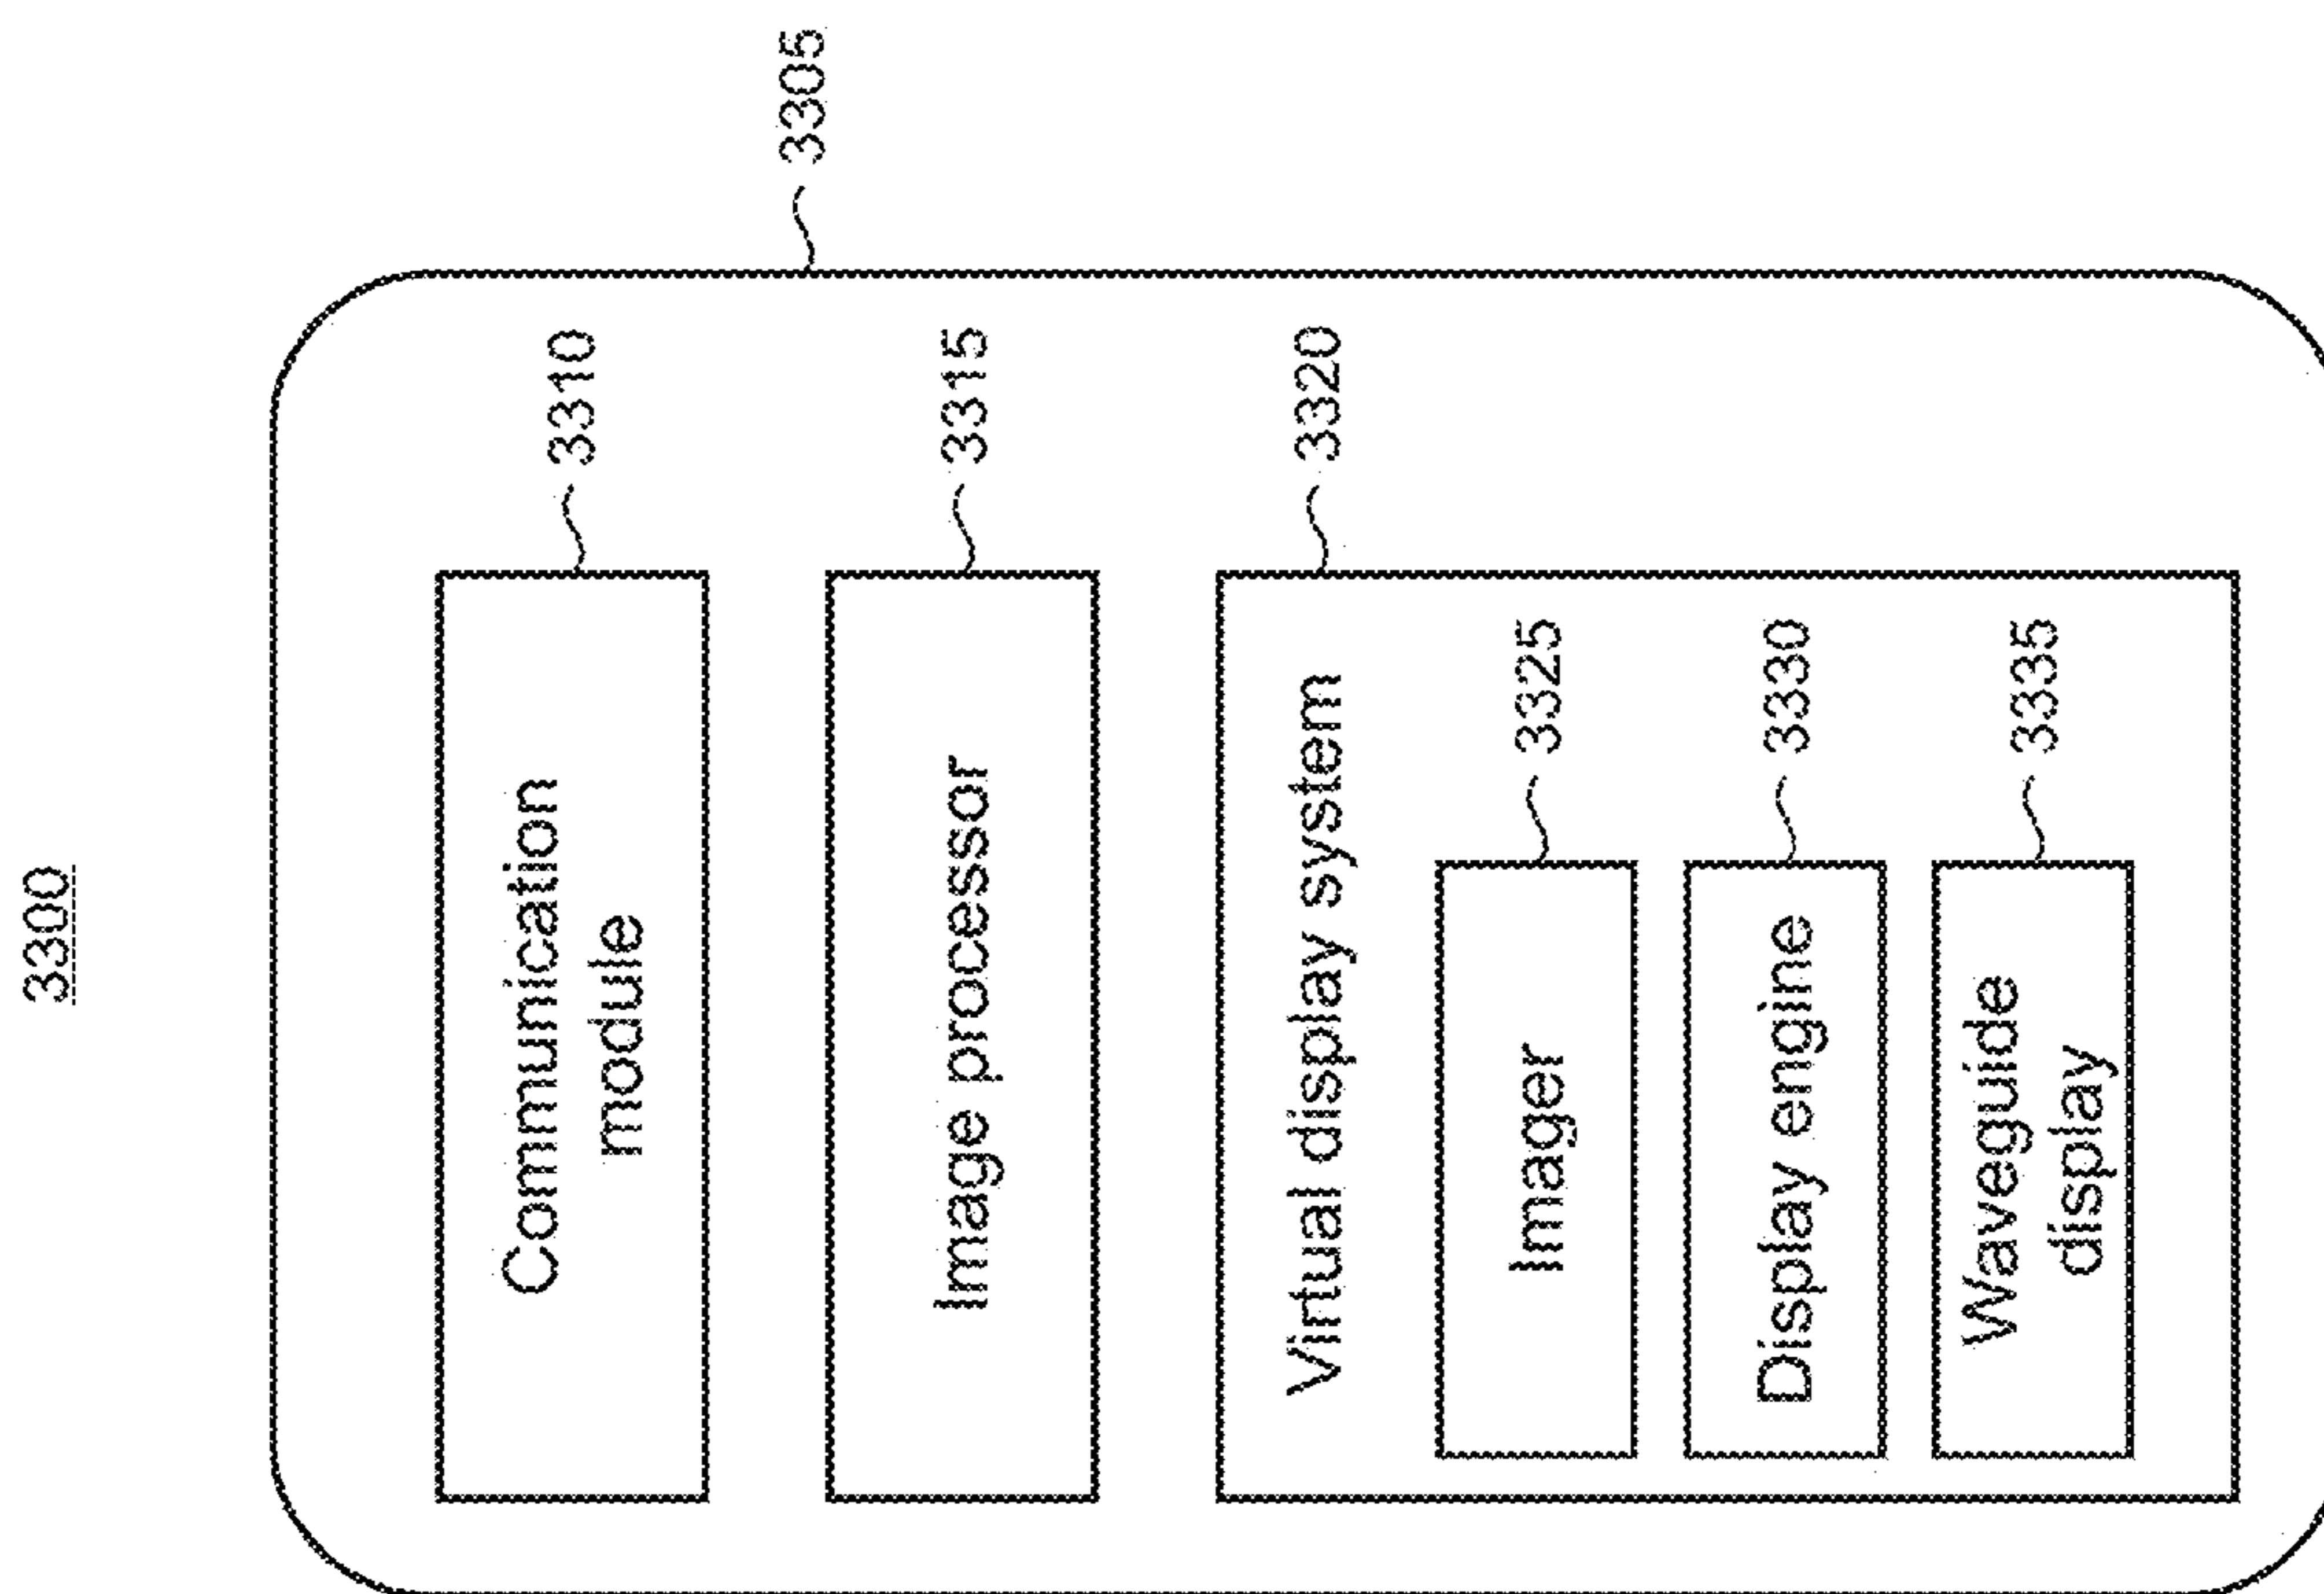 3300
3305
Communication
module
3310
Image processor
3315
Virtual display system
3320
Imager
3325
Display engine
3330
Waveguide
display
3335